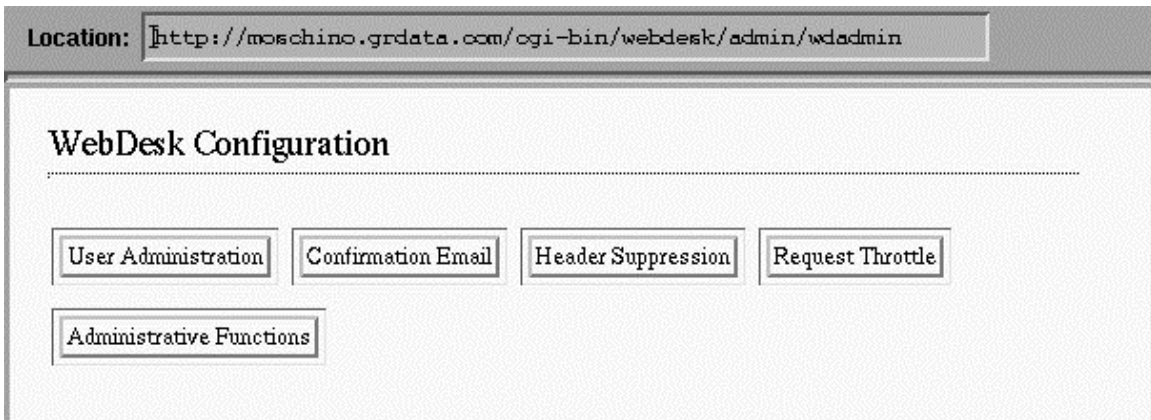 Location: http://moschino.grdata.com/cgi-bin/webdesk/admin/wdadmin
WebDesk Configuration
User Administration Confirmation Email Header Suppression Request Throttle
Administrative Functions